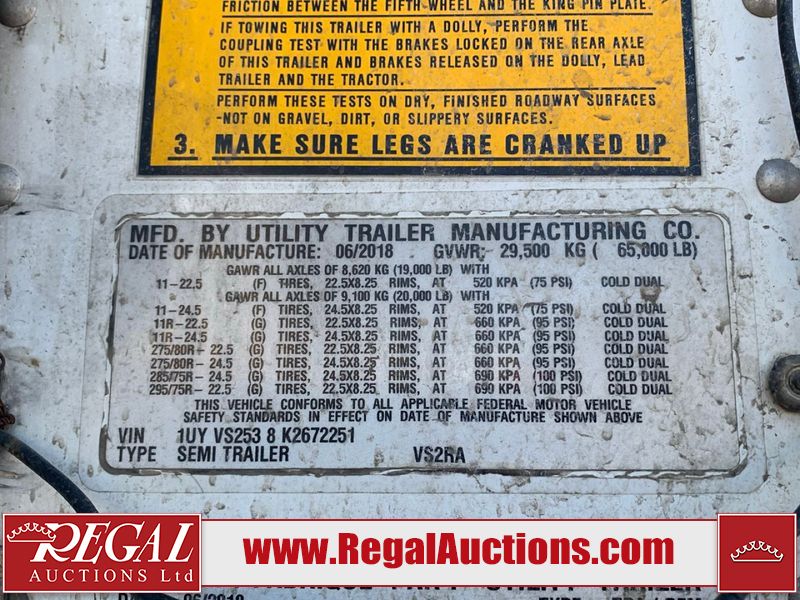 FRICTION BETWEEN THE FIFTH-WHEEL AND THE KING PIN PLATE.
IF TOWING THIS TRAILER WITH A DOLLY, PERFORM THE
COUPLING TEST WITH THE BRAKES LOCKED ON THE REAR AXLE
OF THIS TRAILER AND BRAKES RELEASED ON THE DOLLY, LEAD
TRAILER AND THE TRACTOR.
PERFORM THESE TESTS ON DRY, FINISHED ROADWAY SURFACES
-NOT ON GRAVEL, DIRT, OR SLIPPERY SURFACES.
3. MAKE SURE LEGS ARE CRANKED UP
MFD. BY UTILITY TRAILER MANUFACTURING CO.
DATE OF MANUFACTURE: 06/2018 GVWR: 29,500 KG ( 65,000 LB)
GAWR ALL AXLES OF 8,620 KG (19,000 LB) WITH
11-22.5 (F) TIRES, 22.5X8.25 RIMS, AT 520 KPA (75 PSI) COLD DUAL
GAWR ALL AXLES OF 9,100 KG (20,000 LB) WITH
11-24.5 (F) TIRES, 24.5X8.25 RIMS, AT 520 KPA (75 PSI) COLD DUAL
11R-22.5 (G) TIRES, 22.5X8.25 RIMS, AT 660 KPA (95 PSI) COLD DUAL
11R-24.5 (G) TIRES, 24.5X8.25 RIMS, AT 660 KPA (95 PSI) COLD DUAL
275/80R-22.5 (G) TIRES, 22.5X8.25 RIMS, AT 660 KPA (95 PSI) COLD DUAL
275/80R-24.5 (G) TIRES, 24.5X8.25 RIMS, AT 660 KPA (95 PSI) COLD DUAL
285/75R-24.5 (G) TIRES, 24.5X8.25 RIMS, AT 690 KPA (100 PSI) COLD DUAL
295/75R-22.5 (G) TIRES, 22.5X8.25 RIMS, AT 690 KPA (100 PSI) COLD DUAL
THIS VEHICLE CONFORMS TO ALL APPLICABLE FEDERAL MOTOR VEHICLE
SAFETY STANDARDS IN EFFECT ON DATE OF MANUFACTURE SHOWN ABOVE
VIN 1UY VS253 8 K2672251
TYPE SEMI TRAILER VS2RA
REGAL
AUCTIONS Ltd
www.RegalAuctions.com